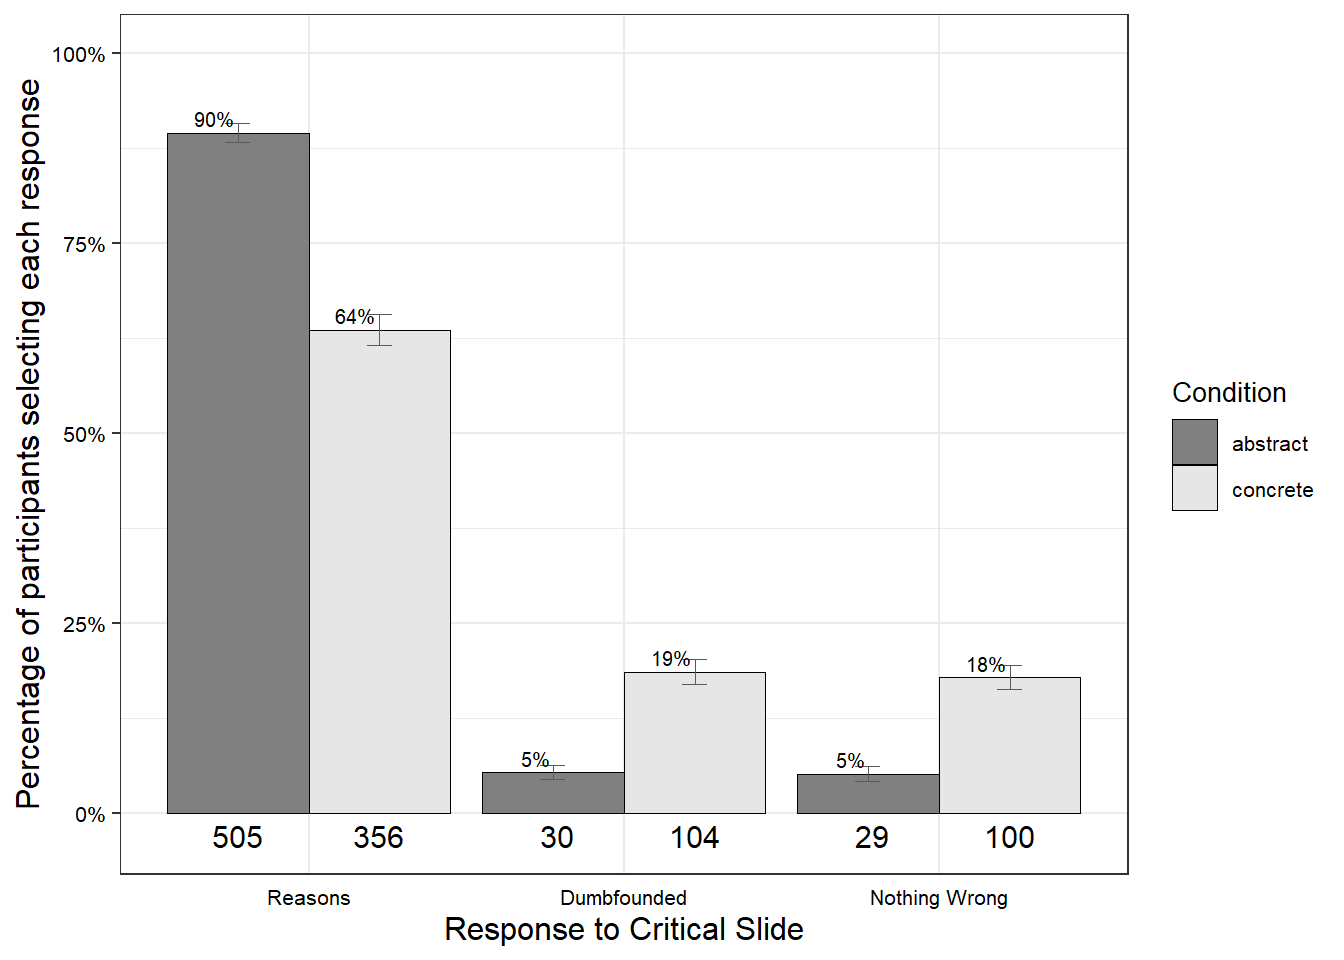 Percentage of participants selecting each response
100%
75%
50%
25%
0%
90%
64%
5%
19%
5%
18%
505 356 30 104 29 100
Reasons Dumbfounded Nothing Wrong
Response to Critical Slide
Condition
abstract
concrete